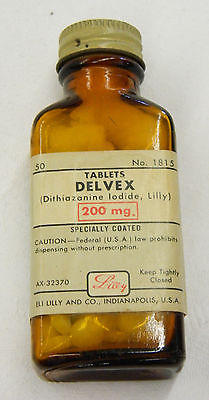 50 No. 1815
TABLETS
DELVEX
(Dithiazanine Iodide, Lilly)
200 mg.
SPECIALLY COATED
CAUTION—Federal (U.S.A.) law prohibits
dispensing without prescription.
AX-32370 Lilly Keep Tightly
Closed
ELI LILLY AND CO., INDIANAPOLIS, U.S.A.